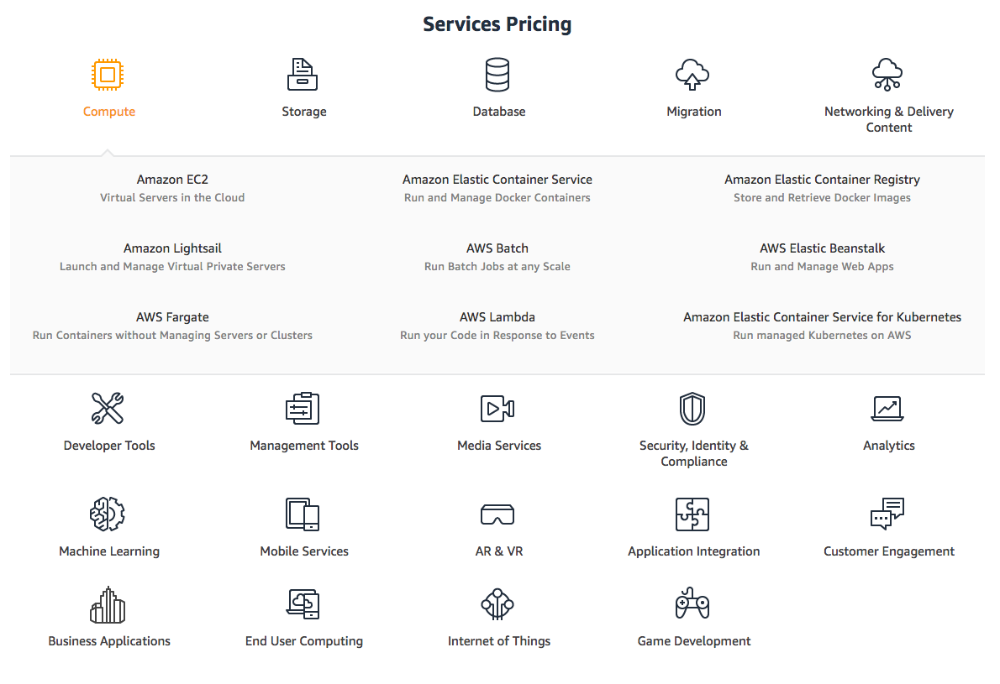 Services Pricing
Compute
Storage
Database
Migration
Networking & Delivery
Content
Amazon EC2
Virtual Servers in the Cloud
Amazon Elastic Container Service
Run and Manage Docker Containers
Amazon Elastic Container Registry
Store and Retrieve Docker Images
Amazon Lightsail
Launch and Manage Virtual Private Servers
AWS Batch
Run Batch Jobs at any Scale
AWS Elastic Beanstalk
Run and Manage Web Apps
AWS Fargate
Run Containers without Managing Servers or Clusters
AWS Lambda
Run your Code in Response to Events
Amazon Elastic Container Service for Kubernetes
Run managed Kubernetes on AWS
Developer Tools
Management Tools
Media Services
Security, Identity &
Compliance
Analytics
Machine Learning
Mobile Services
AR & VR
Application Integration
Customer Engagement
Business Applications
End User Computing
Internet of Things
Game Development